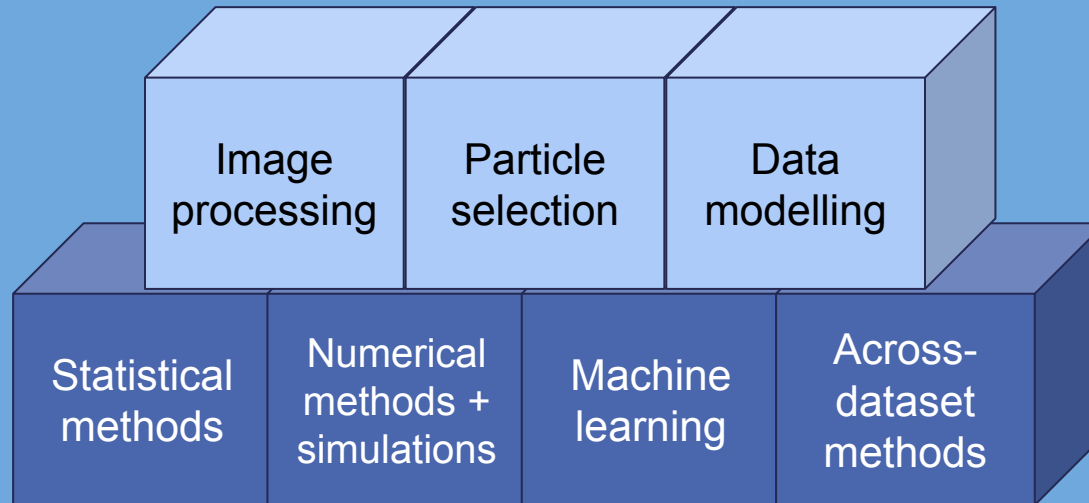 Image
processing
Particle
selection
Data
modelling
Statistical
methods
Numerical
methods +
simulations
Machine
learning
Across-
dataset
methods